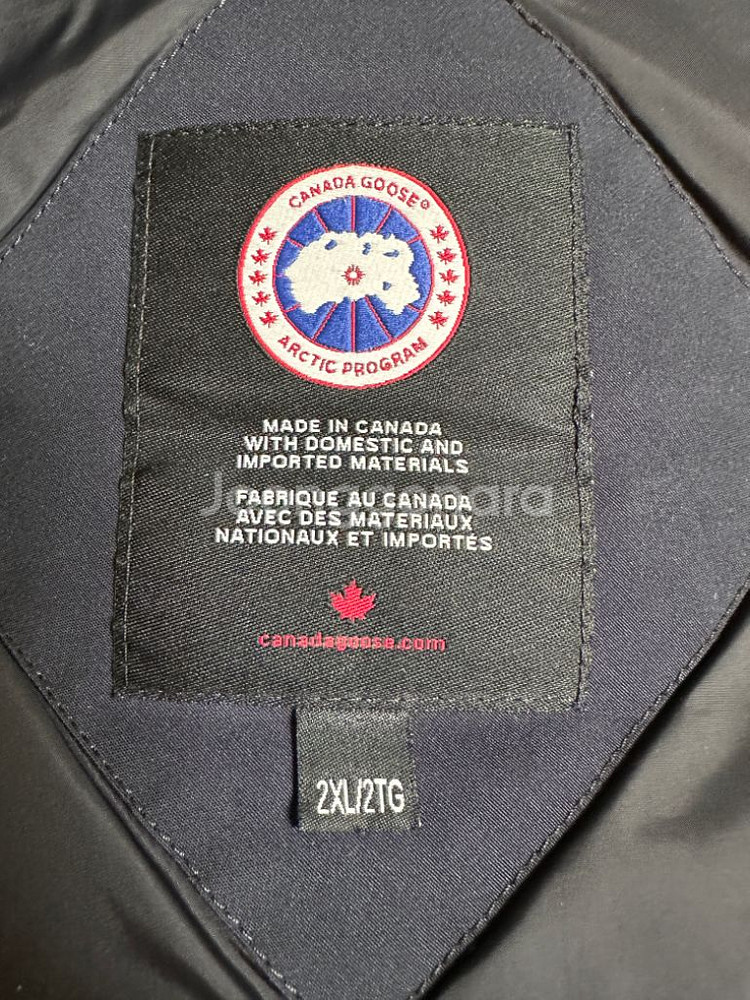 CANADA GOOSE®
ARCTIC PROGRAM
MADE IN CANADA
WITH DOMESTIC AND
IMPORTED MATERIALS
Joonggonara
FABRIQUE AU CANADA
AVEC DES MATERIAUX
NATIONAUX ET IMPORTÉS
canadagoose.com
2XL/2TG